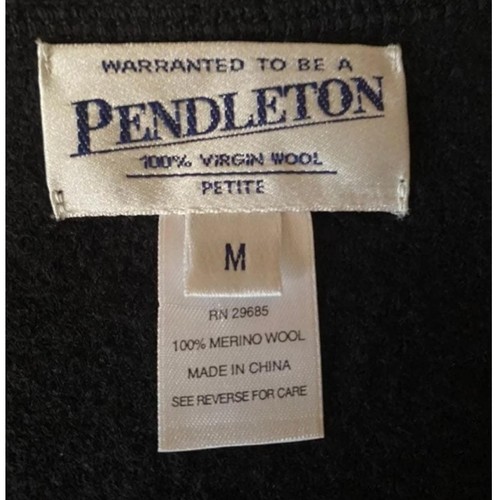 WARRANTED TO BE A
PENDLETON
100% VIRGIN WOOL
PETITE
M
RN 29685
100% MERINO WOOL
MADE IN CHINA
SEE REVERSE FOR CARE